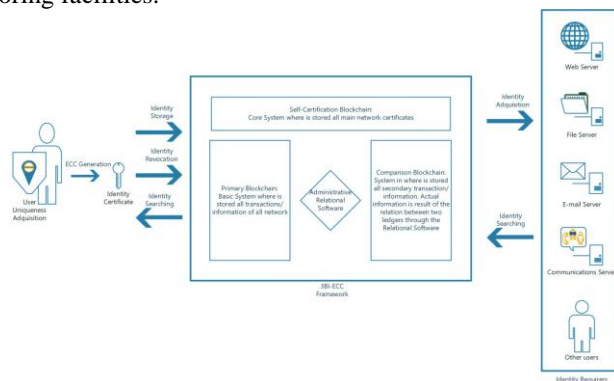 oring facilities.
Identity
Storage
Identity
Revocation
Identity
Searching
ECC Generation
Identity
Certificate
User
Uniqueness
Adquisition
Self-Certification Blockchain:
Core System where is stored all main network certificates
Primary Blockchain:
Basic System where is
stored all transactions/
information of all network
Administrative
Relational
Software
Comparison Blockchain:
System in where is stored
all secondary transaction/
information. Actual
information is result of the
relation between two
ledgers through the
Relational Software
3BI-ECC
Framework
Identity
Adquisition
Identity
Searching
Web Server
File Server
E-mail Server
Communications Server
Other users
Identity Requirers